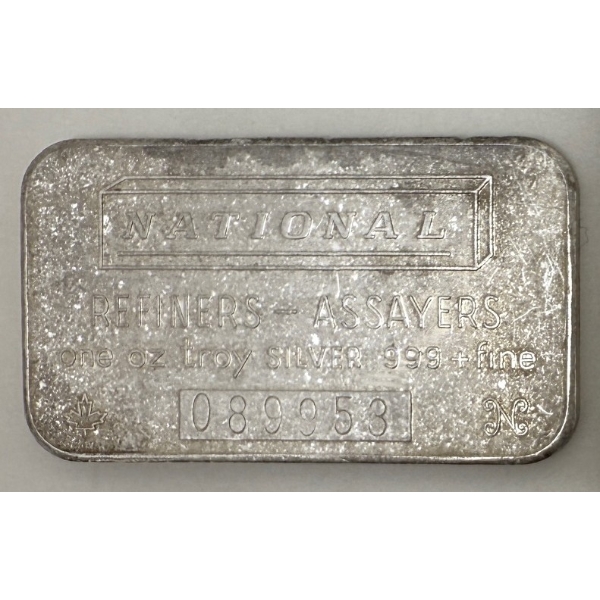 NATIONAL
REFINERS - ASSAYERS
one oz troy SILVER 999+fine
089953
N